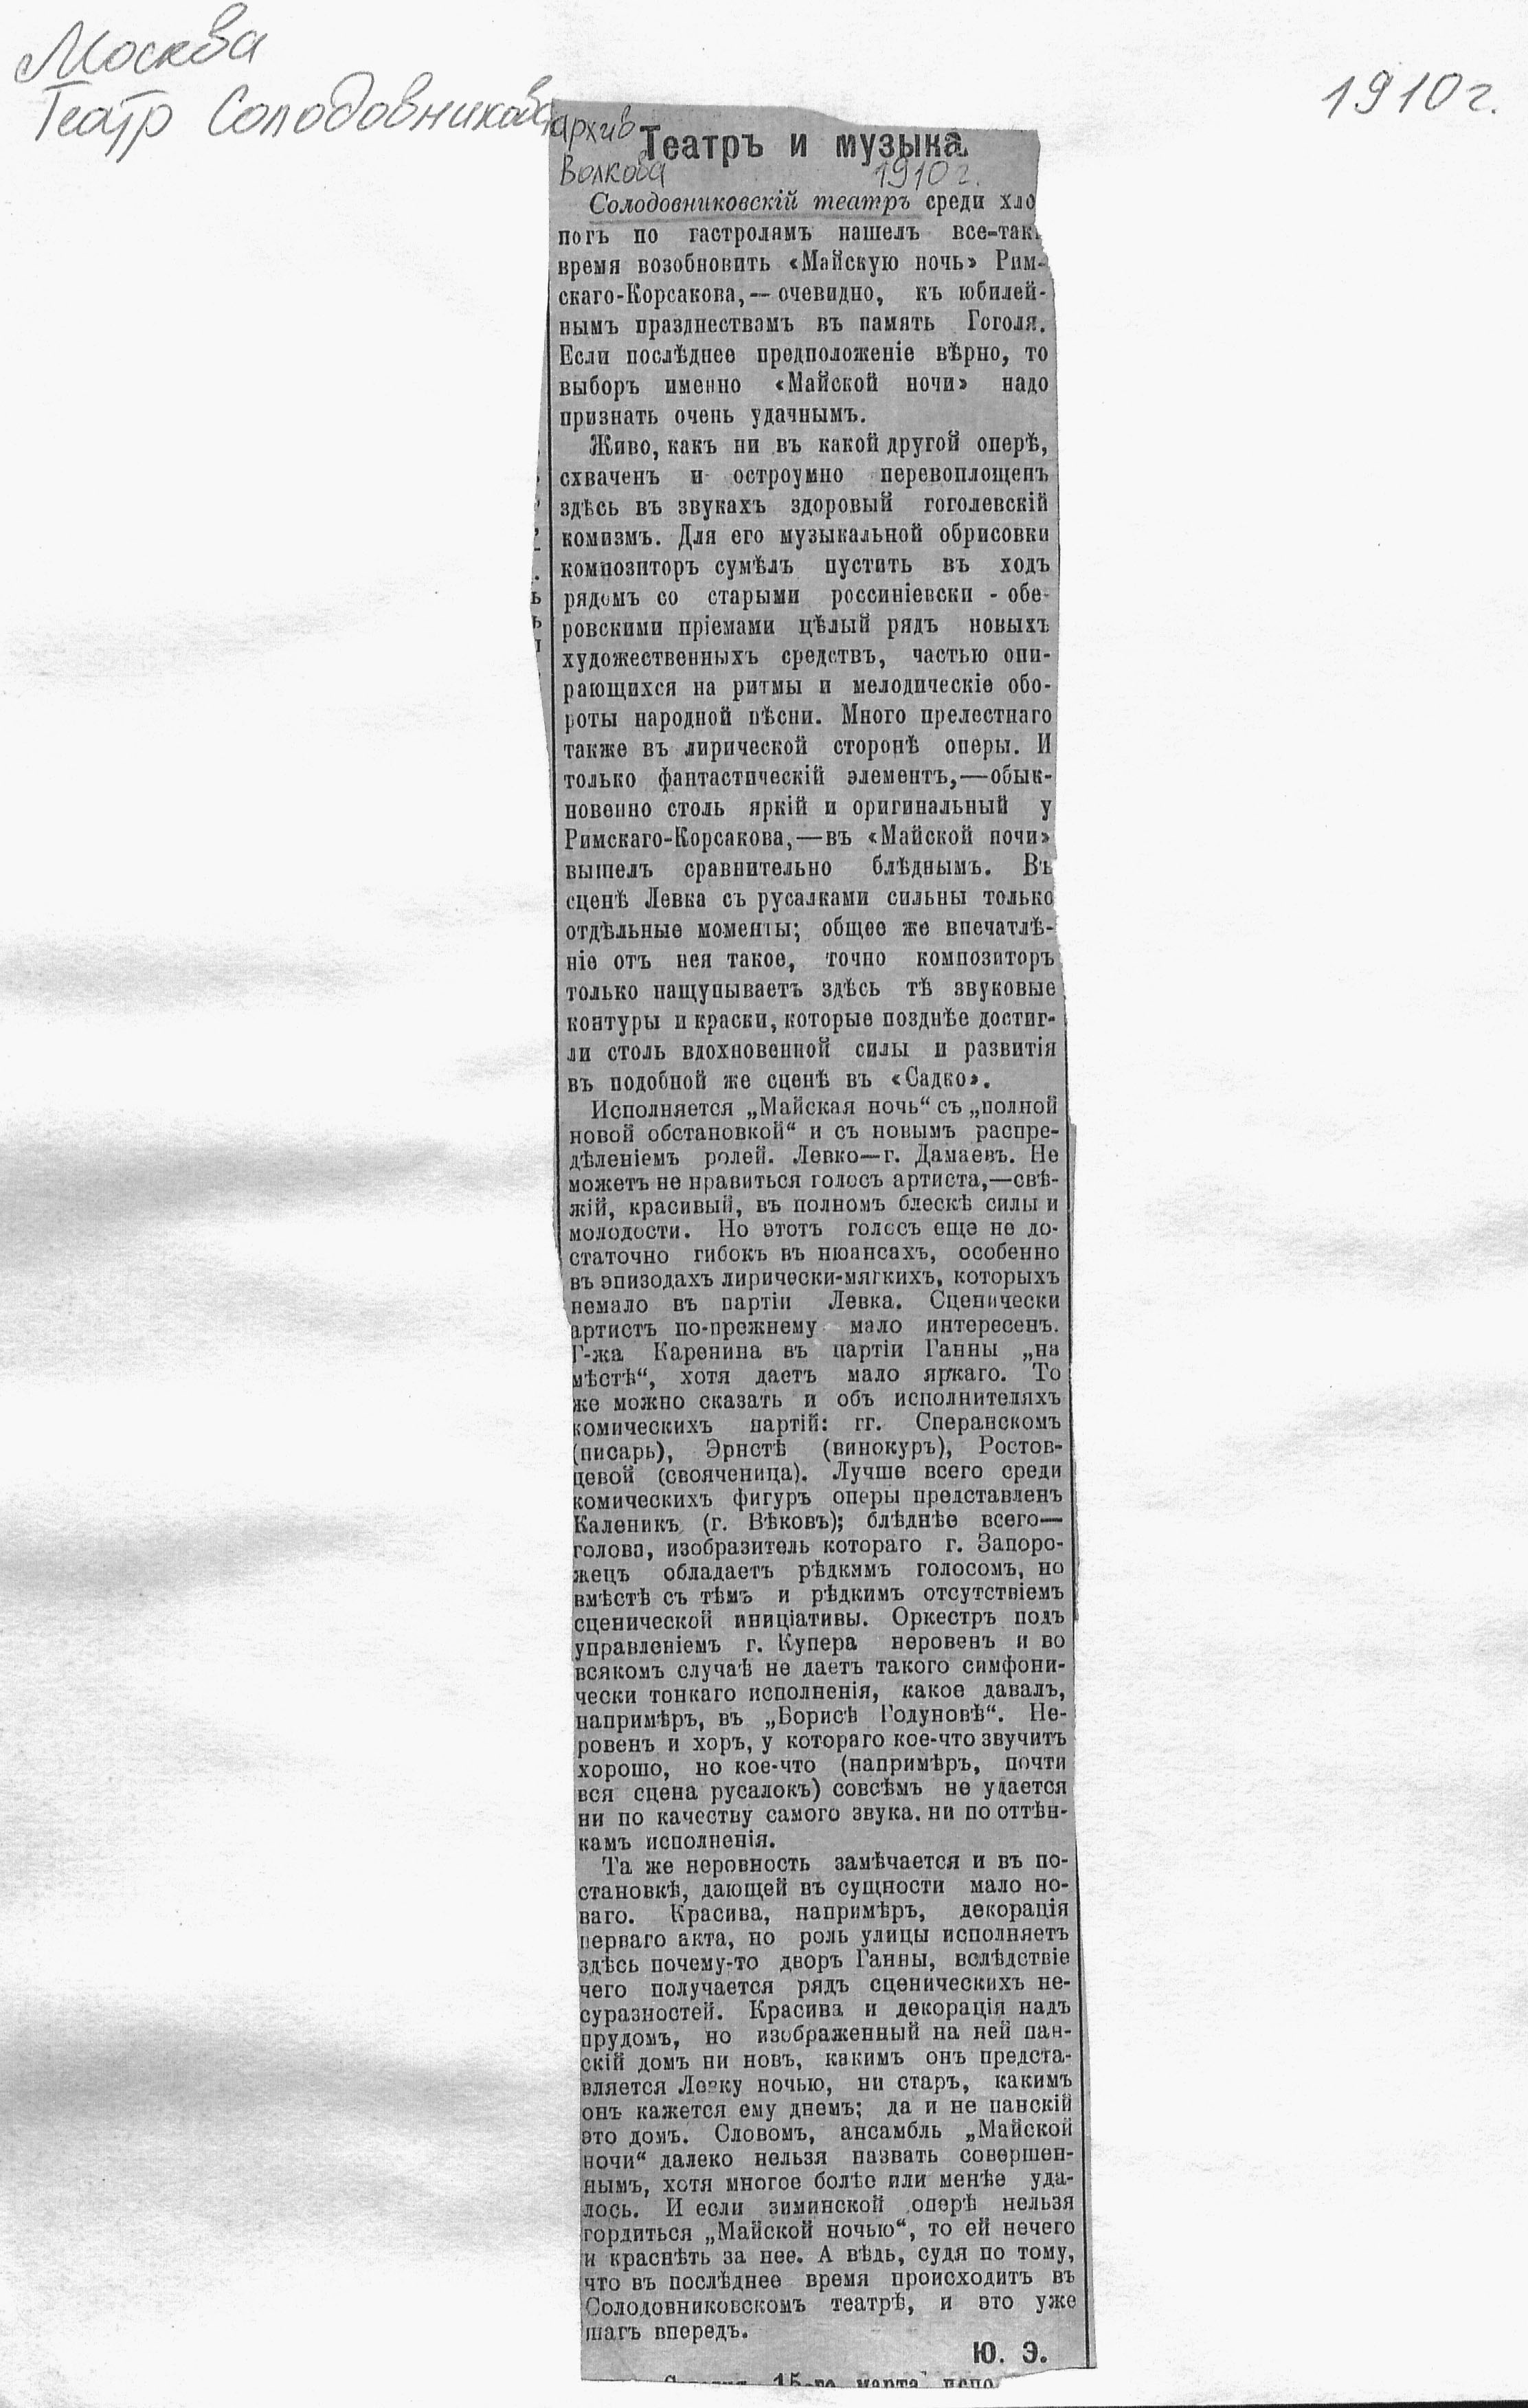 Москва
Театр Солодовникова
1910 г.
архив
Волкова
Театръ и музыка.
1910 г.
Солодовниковскій театръ среди хло
потъ по гастролямъ нашелъ все-таки
время возобновить «Майскую ночь» Рим-
скаго-Корсакова,— очевидно, къ юбилей-
нымъ празднествамъ въ память Гоголя.
Если послѣднее предположеніе вѣрно, то
выборъ именно «Майской ночи» надо
признать очень удачнымъ.
Живо, какъ ни въ какой другой оперѣ,
схваченъ и остроумно перевоплощенъ
здѣсь въ звукахъ здоровый гоголевскій
комизмъ. Для его музыкальной обрисовки
композиторъ сумѣлъ пустить въ ходъ
рядомъ со старыми россиніевски - обе-
ровскими пріемами цѣлый рядъ новыхъ
художественныхъ средствъ, частью опи-
рающихся на ритмы и мелодическіе обо-
роты народной пѣсни. Много прелестнаго
также въ лирической сторонѣ оперы. И
только фантастическій элементъ,—обык-
новенно столь яркій и оригинальный у
Римскаго-Корсакова,—въ «Майской ночи»
вышелъ сравнительно блѣднымъ. Въ
сценѣ Левка съ русалками сильны только
отдѣльные моменты; общее же впечатлѣ-
ніе отъ нея такое, точно композиторъ
только нащупываетъ здѣсь тѣ звуковые
контуры и краски, которые позднѣе достиг-
ли столь вдохновенной силы и развитія
въ подобной же сценѣ въ «Садко».
Исполняется „Майская ночь“ съ „полной
новой обстановкой“ и съ новымъ распре-
дѣленіемъ ролей. Левко—г. Дамаевъ. Не
можетъ не нравиться голосъ артиста,—свѣ-
жій, красивый, въ полномъ блескѣ силы и
молодости. Но этотъ голосъ еще не до-
статочно гибокъ въ нюансахъ, особенно
въ эпизодахъ лирически-мягкихъ, которыхъ
немало въ партіи Левка. Сценически
артистъ по-прежнему мало интересенъ.
Г-жа Каренина въ партіи Ганны „на
мѣстѣ“, хотя даетъ мало яркаго. То
же можно сказать и объ исполнителяхъ
комическихъ партій: гг. Сперанскомъ
(писарь), Эрнстѣ (винокуръ), Ростов-
цевой (свояченица). Лучше всего среди
комическихъ фигуръ оперы представленъ
Каленикъ (г. Вѣковъ); блѣднѣе всего—
голова, изобразитель котораго г. Запоро-
жецъ обладаетъ рѣдкимъ голосомъ, но
вмѣстѣ съ тѣмъ и рѣдкимъ отсутствіемъ
сценической иниціативы. Оркестръ подъ
управленіемъ г. Купера неровенъ и во
всякомъ случаѣ не даетъ такого симфони-
чески тонкаго исполненія, какое давалъ,
напримѣръ, въ „Борисѣ Годуновѣ“. Не-
ровенъ и хоръ, у котораго кое-что звучитъ
хорошо, но кое-что (напримѣръ, почти
вся сцена русалокъ) совсѣмъ не удается
ни по качеству самого звука. ни по оттѣн-
камъ исполненія.
Та же неровность замѣчается и въ по-
становкѣ, дающей въ сущности мало но-
ваго. Красива, напримѣръ, декорація
перваго акта, но роль улицы исполняетъ
здѣсь почему-то дворъ Ганны, вслѣдствіе
чего получается рядъ сценическихъ не-
суразностей. Красива и декорація надъ
прудомъ, но изображенный на ней пан-
скій домъ ни новъ, какимъ онъ предста-
вляется Левку ночью, ни старъ, какимъ
онъ кажется ему днемъ; да и не панскій
это домъ. Словомъ, ансамбль „Майской
ночи“ далеко нельзя назвать совершен-
нымъ, хотя многое болѣе или менѣе уда-
лось. И если зиминской оперѣ нельзя
гордиться „Майской ночью“, то ей нечего
и краснѣть за нее. А вѣдь, судя по тому,
что въ послѣднее время происходитъ въ
Солодовниковскомъ театрѣ, и это уже
шагъ впередъ.
Ю. Э.
15-го марта